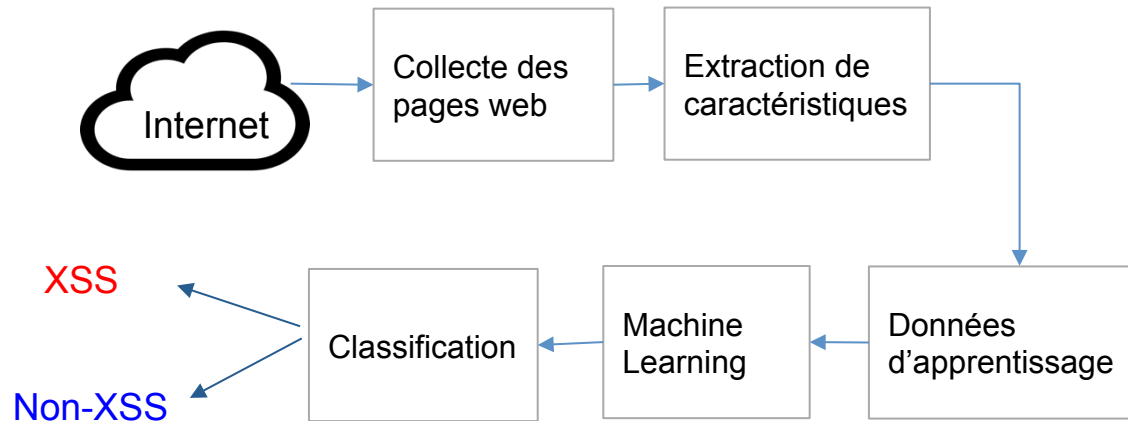 Internet
Collecte des
pages web
Extraction de
caractéristiques
Données
d’apprentissage
Machine
Learning
Classification
XSS
Non-XSS